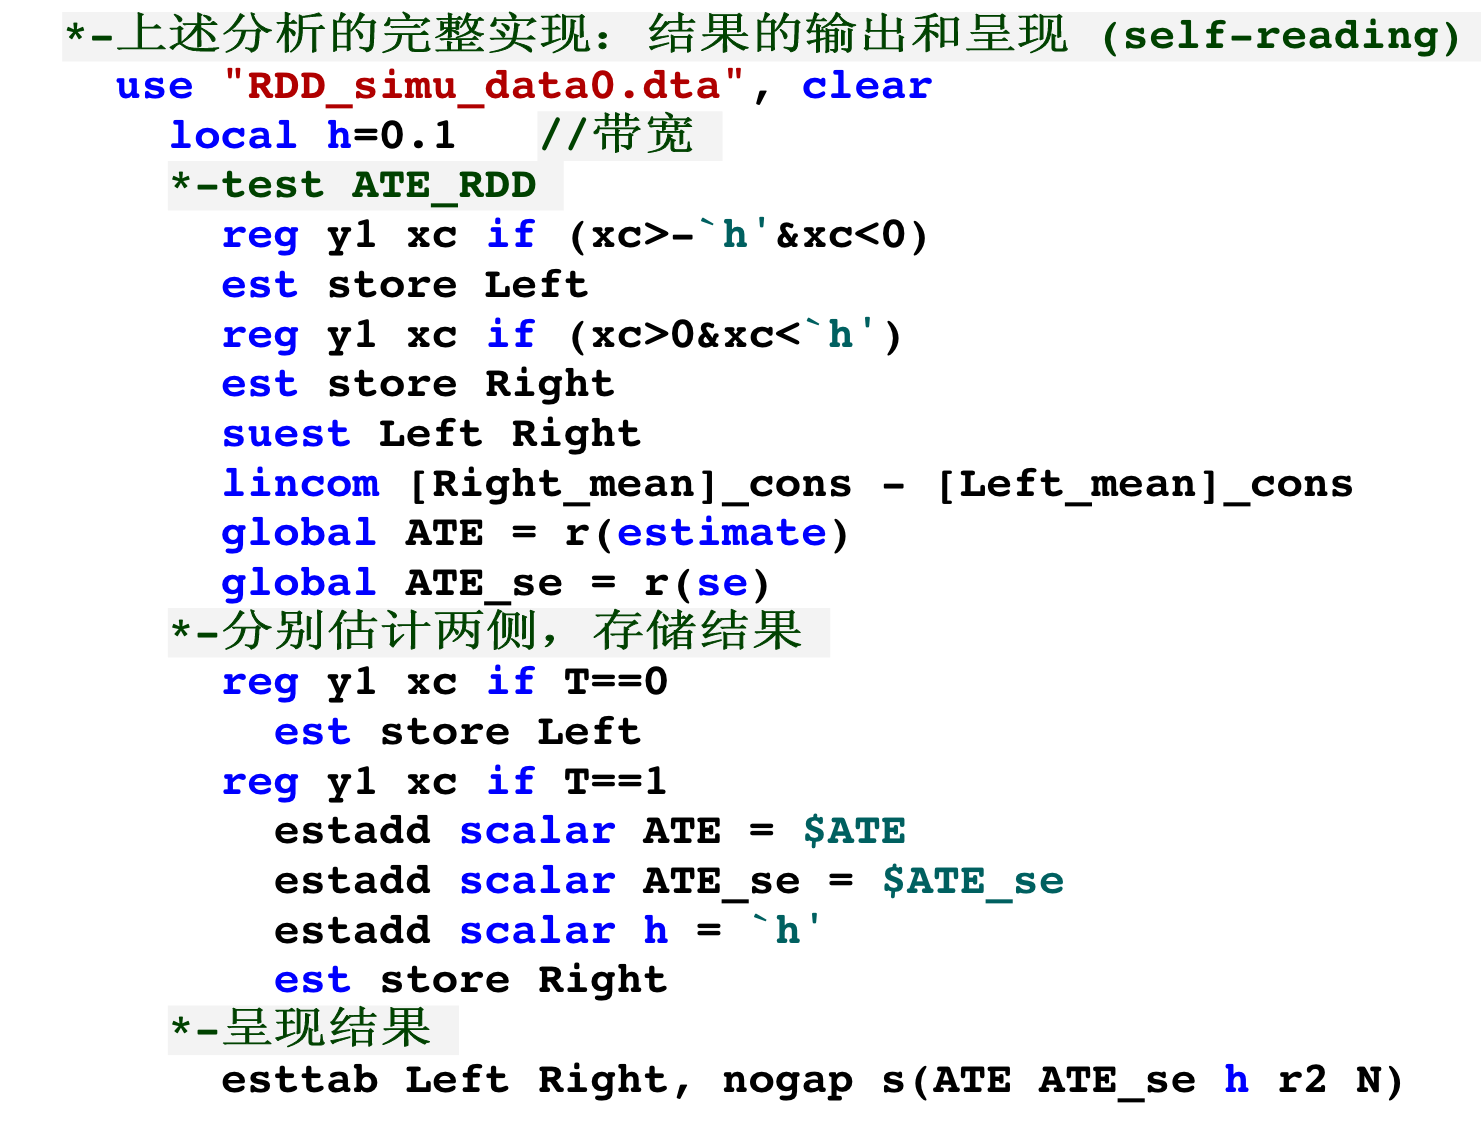 *-上述分析的完整实现：结果的输出和呈现 (self-reading)
use "RDD_simu_data0.dta", clear
local h=0.1 //带宽
*-test ATE_RDD
reg y1 xc if (xc>-`h'&xc<0)
est store Left
reg y1 xc if (xc>0&xc<`h')
est store Right
suest Left Right
lincom [Right_mean]_cons - [Left_mean]_cons
global ATE = r(estimate)
global ATE_se = r(se)
*-分别估计两侧，存储结果
reg y1 xc if T==0
est store Left
reg y1 xc if T==1
estadd scalar ATE = $ATE
estadd scalar ATE_se = $ATE_se
estadd scalar h = `h'
est store Right
*-呈现结果
esttab Left Right, nogap s(ATE ATE_se h r2 N)